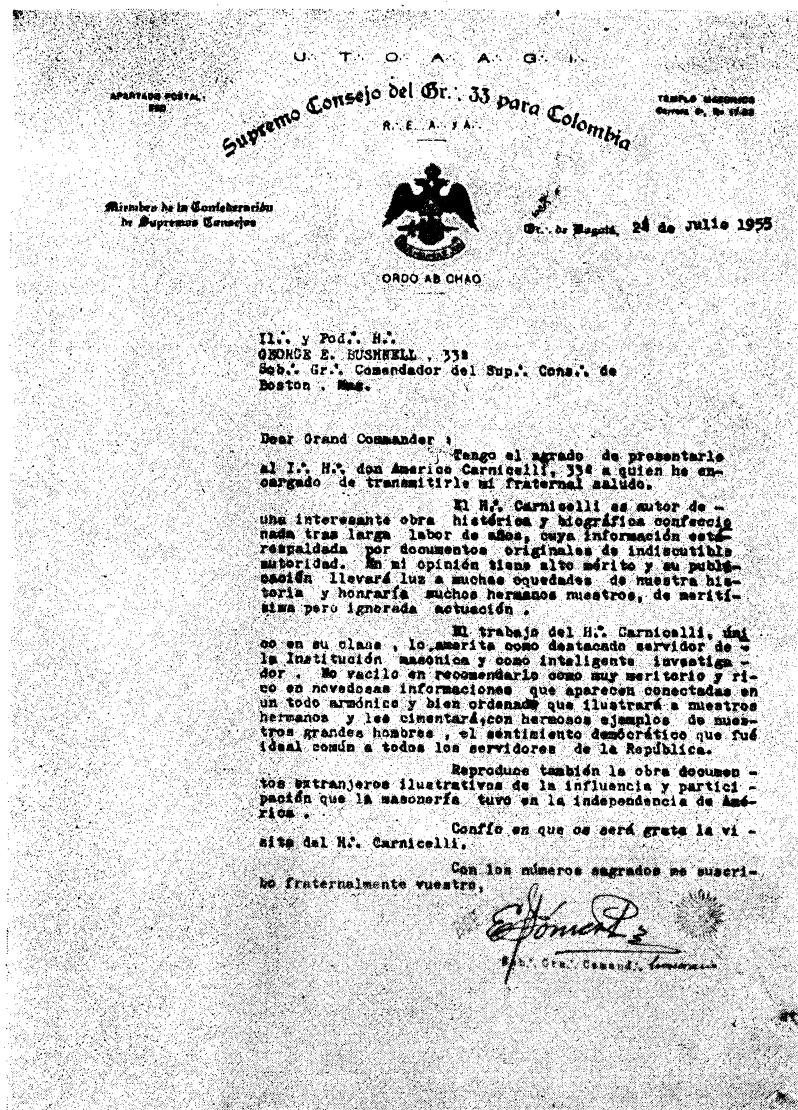 U∴ T∴ O∴ A∴ A∴ G∴ I∴
APARTADO POSTAL:
Supremo Consejo del Gr∴ 33 para Colombia
TEMPLO MASONICO
R∴ E∴ A∴ y A∴
Miembro de la Confederación
de Supremos Consejos
Or∴ de Bogotá, 24 de Julio 1955
ORDO AB CHAO
Il∴ y Pod∴ H∴
GEORGE E. BUSHNELL , 33º
Sob∴ Gr∴ Comendador del Sup∴ Cons∴ de
Boston , Mas.
Dear Grand Commander :
Tengo el agrado de presentarle
al I∴ H∴ don Americo Carnicelli, 33º a quien he en-
cargado de transmitirle mi fraternal saludo.
El H∴ Carnicelli es autor de -
una interesante obra histórica y biográfica confeccio
nada tras larga labor de años, cuya información está-
respaldada por documentos originales de indiscutible
autoridad. En mi opinión tiene alto mérito y su publi-
cación llevará luz a muchas oquedades de nuestra his-
toria y honraría muchos hermanos nuestros, de merití-
sima pero ignorada actuación .
El trabajo del H∴ Carnicelli, úni
co en su clase , lo amerita como destacado servidor de -
la Institución masónica y como inteligente investiga -
dor . No vacilo en recomendarlo como muy meritorio y ri-
co en novedosas informaciones que aparecen conectadas en
un todo armónico y bien ordenado que ilustrará a nuestros
hermanos y les cimentará,con hermosos ejemplos de nues-
tros grandes hombres , el sentimiento democrático que fué
ideal común a todos los servidores de la República.
Reproduce también la obra documen -
tos extranjeros ilustrativos de la influencia y partici-
pación que la masonería tuvo en la independencia de Amé-
rica .
Confío en que os será grata la vi -
sita del H∴ Carnicelli.
Con los números sagrados me suscri-
bo fraternalmente vuestro,
Sob∴ Gra∴ Comend∴